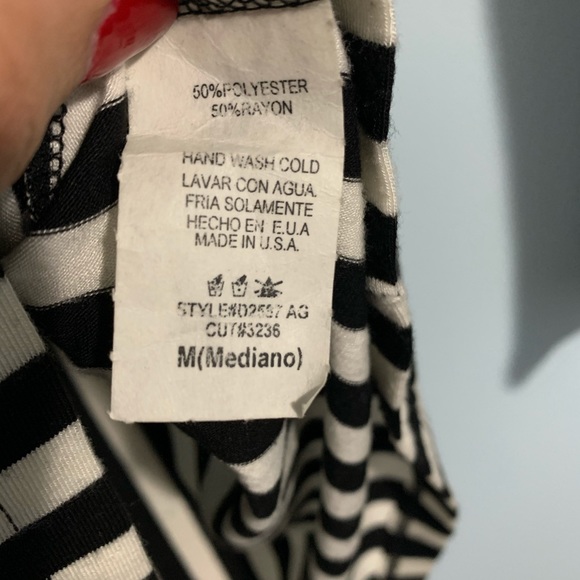 50%POLYESTER
50%RAYON
HAND WASH COLD
LAVAR CON AGUA.
FRIA SOLAMENTE
HECHO EN E.U.A
MADE IN U.S.A.
STYLE#D2597 AG
CUT#3236
M(Mediano)